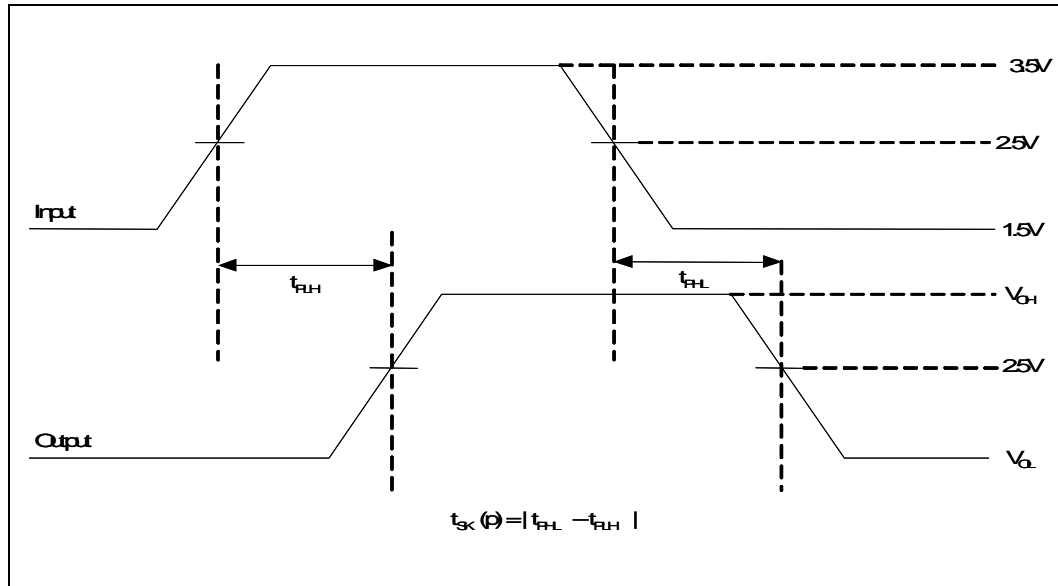 3.5V
2.5V
Input
1.5V
tPLH
tPHL
VOH
2.5V
Output
VOL
tSK (p)=| tPHL – tPLH |